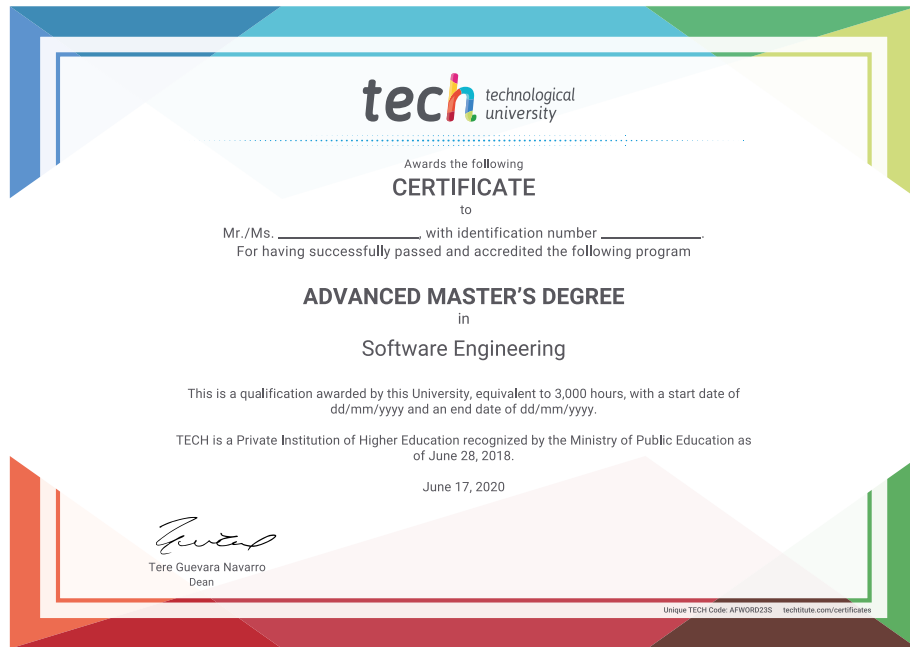 tech technological
university
Awards the following
CERTIFICATE
to
Mr./Ms. ____________________, with identification number ______________.
For having successfully passed and accredited the following program
ADVANCED MASTER’S DEGREE
in
Software Engineering
This is a qualification awarded by this University, equivalent to 3,000 hours, with a start date of
dd/mm/yyyy and an end date of dd/mm/yyyy.
TECH is a Private Institution of Higher Education recognized by the Ministry of Public Education as
of June 28, 2018.
June 17, 2020
Tere Guevara Navarro
Dean
Unique TECH Code: AFWORD23S techtitute.com/certificates